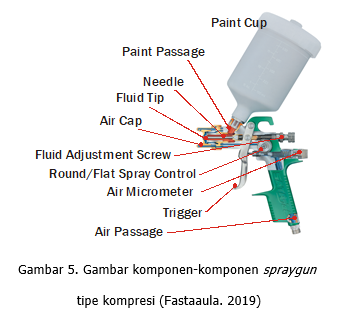 Paint Cup
Paint Passage
Needle
Fluid Tip
Air Cap
Fluid Adjustment Screw
Round/Flat Spray Control
Air Micrometer
Trigger
Air Passage
Gambar 5. Gambar komponen-komponen spraygun
tipe kompresi (Fastaaula. 2019)